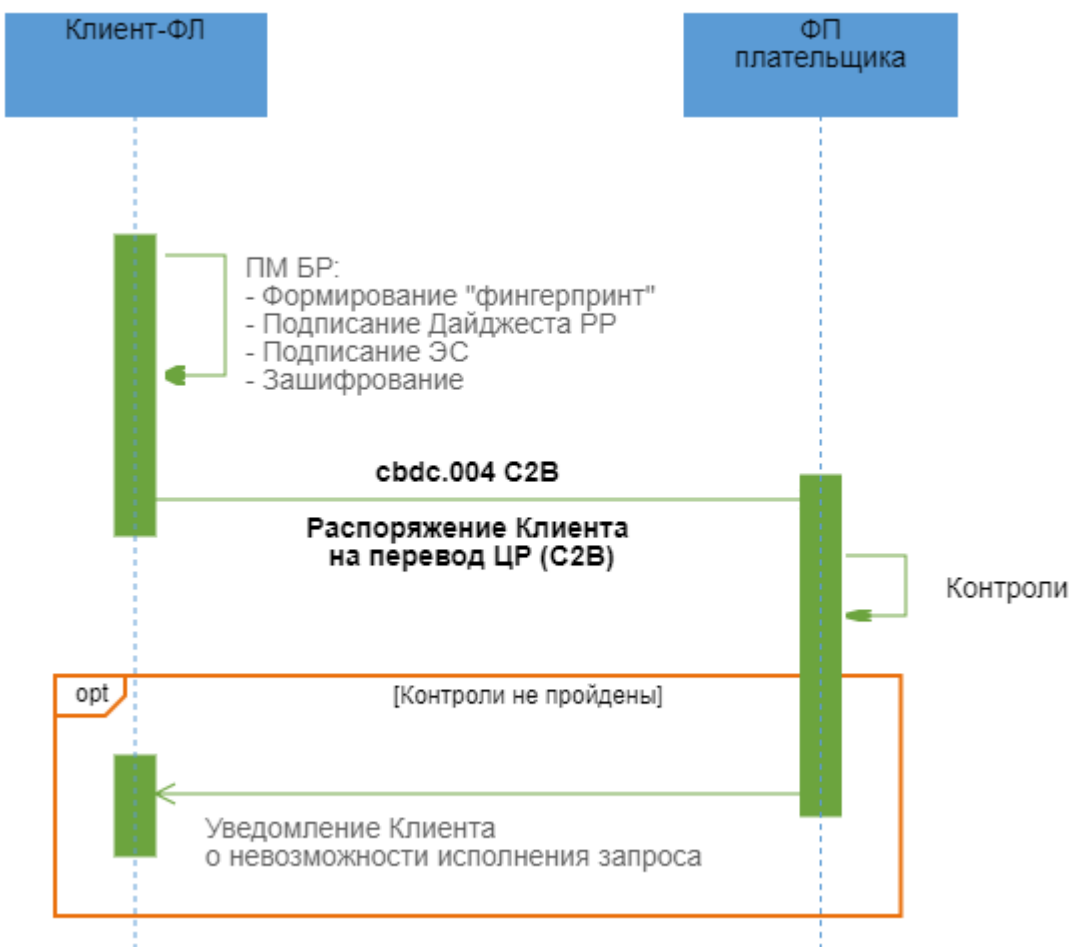 Клиент-ФЛ
ФП
плательщика
ПМ БР:
- Формирование "фингерпринт"
- Подписание Дайджеста РР
- Подписание ЭС
- Зашифрование
cbdc.004 C2B
Распоряжение Клиента
на перевод ЦР (C2B)
Контроли
opt
[Контроли не пройдены]
Уведомление Клиента
о невозможности исполнения запроса